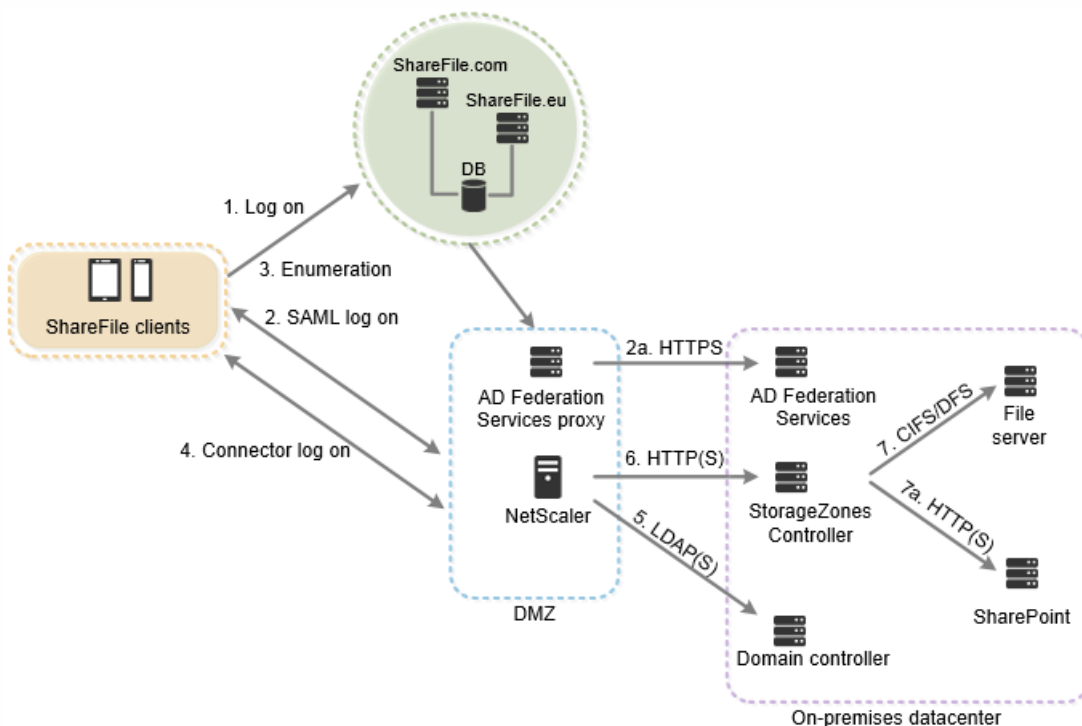 ShareFile.com
ShareFile.eu
DB
1. Log on
3. Enumeration
ShareFile clients
2. SAML log on
4. Connector log on
2a. HTTPS
AD Federation
Services proxy
AD Federation
Services
File
server
7. CIFS/DFS
6. HTTP(S)
NetScaler
StorageZones
Controller
7a. HTTP(S)
5. LDAP(S)
SharePoint
DMZ
Domain controller
On-premises datacenter